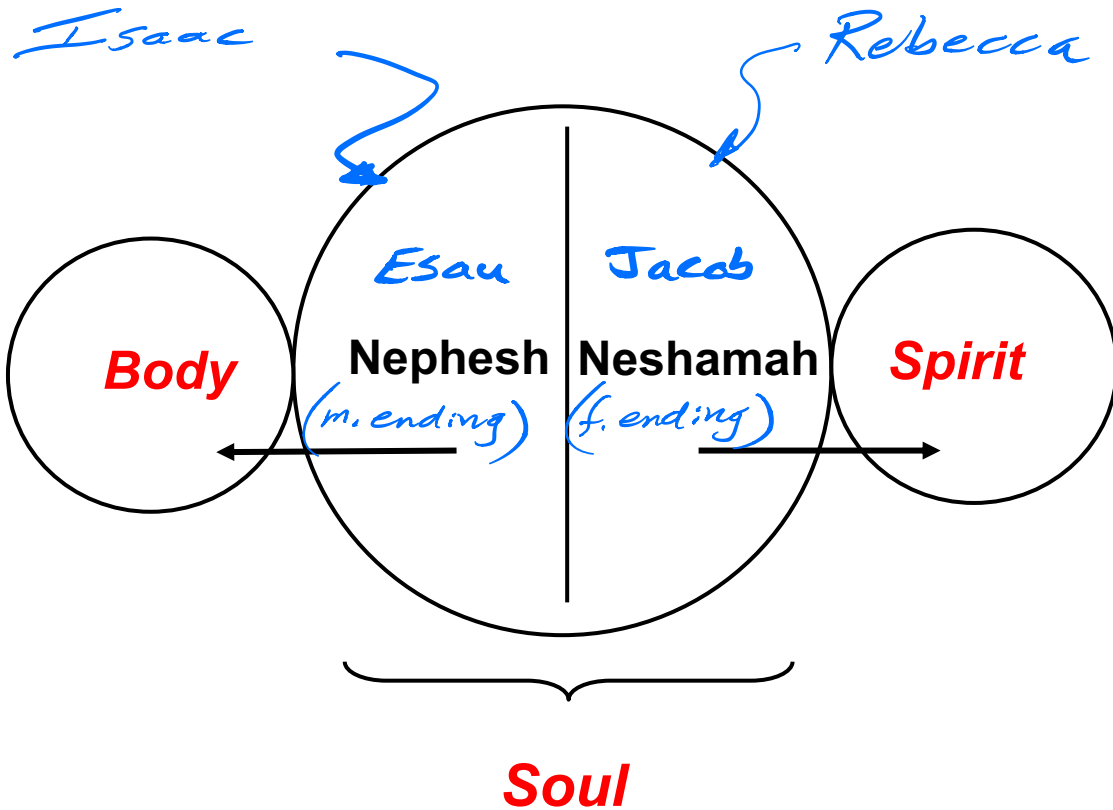 Isaac
Rebecca
Esau
Jacob
Body
Nephesh
Neshamah
Spirit
(m. ending)
(f. ending)
Soul